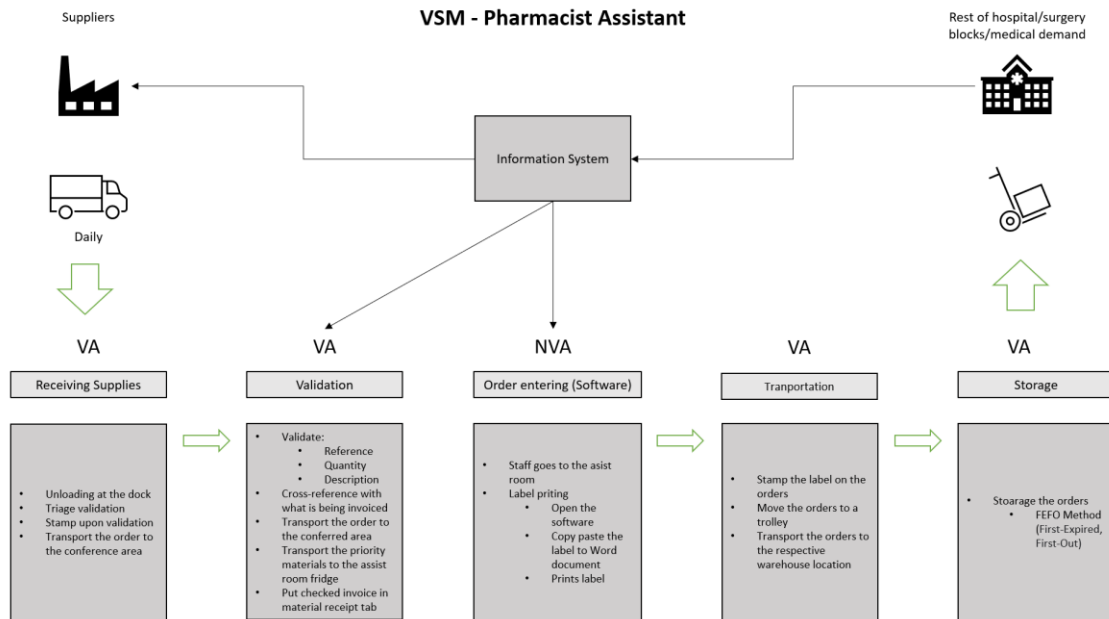 VSM - Pharmacist Assistant
Suppliers
Rest of hospital/surgery
blocks/medical demand
Information System
Daily
VA
VA
NVA
VA
VA
Receiving Supplies
Validation
Order entering (Software)
Tranportation
Storage
• Unloading at the dock
• Triage validation
• Stamp upon validation
• Transport the order to
the conference area
• Validate:
• Reference
• Quantity
• Description
• Cross-reference with
what is being invoiced
• Transport the order to
the conferred area
• Transport the priority
materials to the assist
room fridge
• Put checked invoice in
material receipt tab
• Staff goes to the asist
room
• Label priting
• Open the
software
• Copy paste the
label to Word
document
• Prints label
• Stamp the label on the
orders
• Move the orders to a
trolley
• Transport the orders to
the respective
warehouse location
• Stoarage the orders
• FEFO Method
(First-Expired,
First-Out)